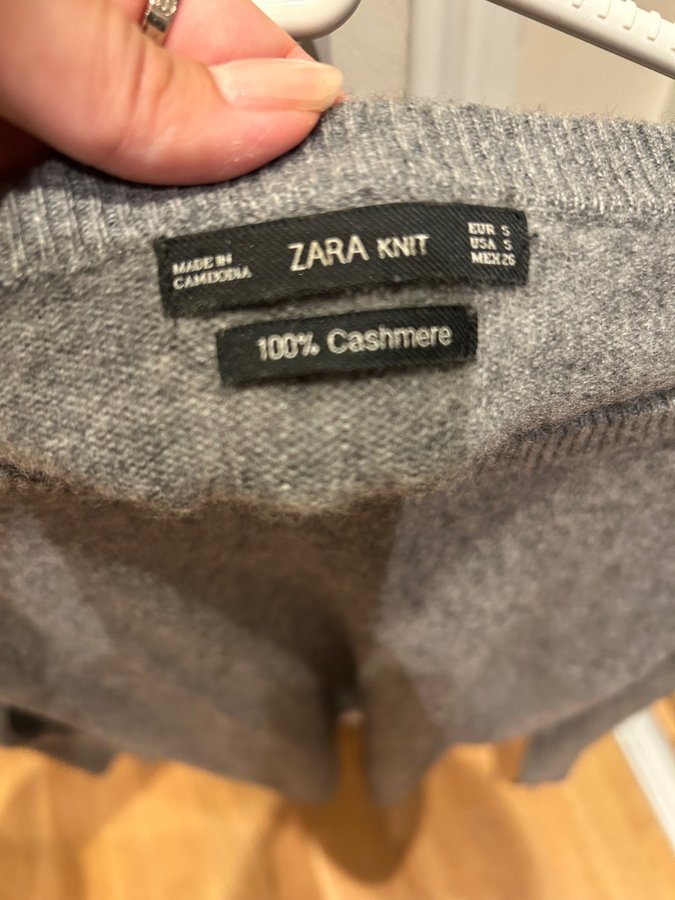 MADE IN
CAMBODIA
ZARA KNIT
EUR S
USA S
MEX 26
100% Cashmere